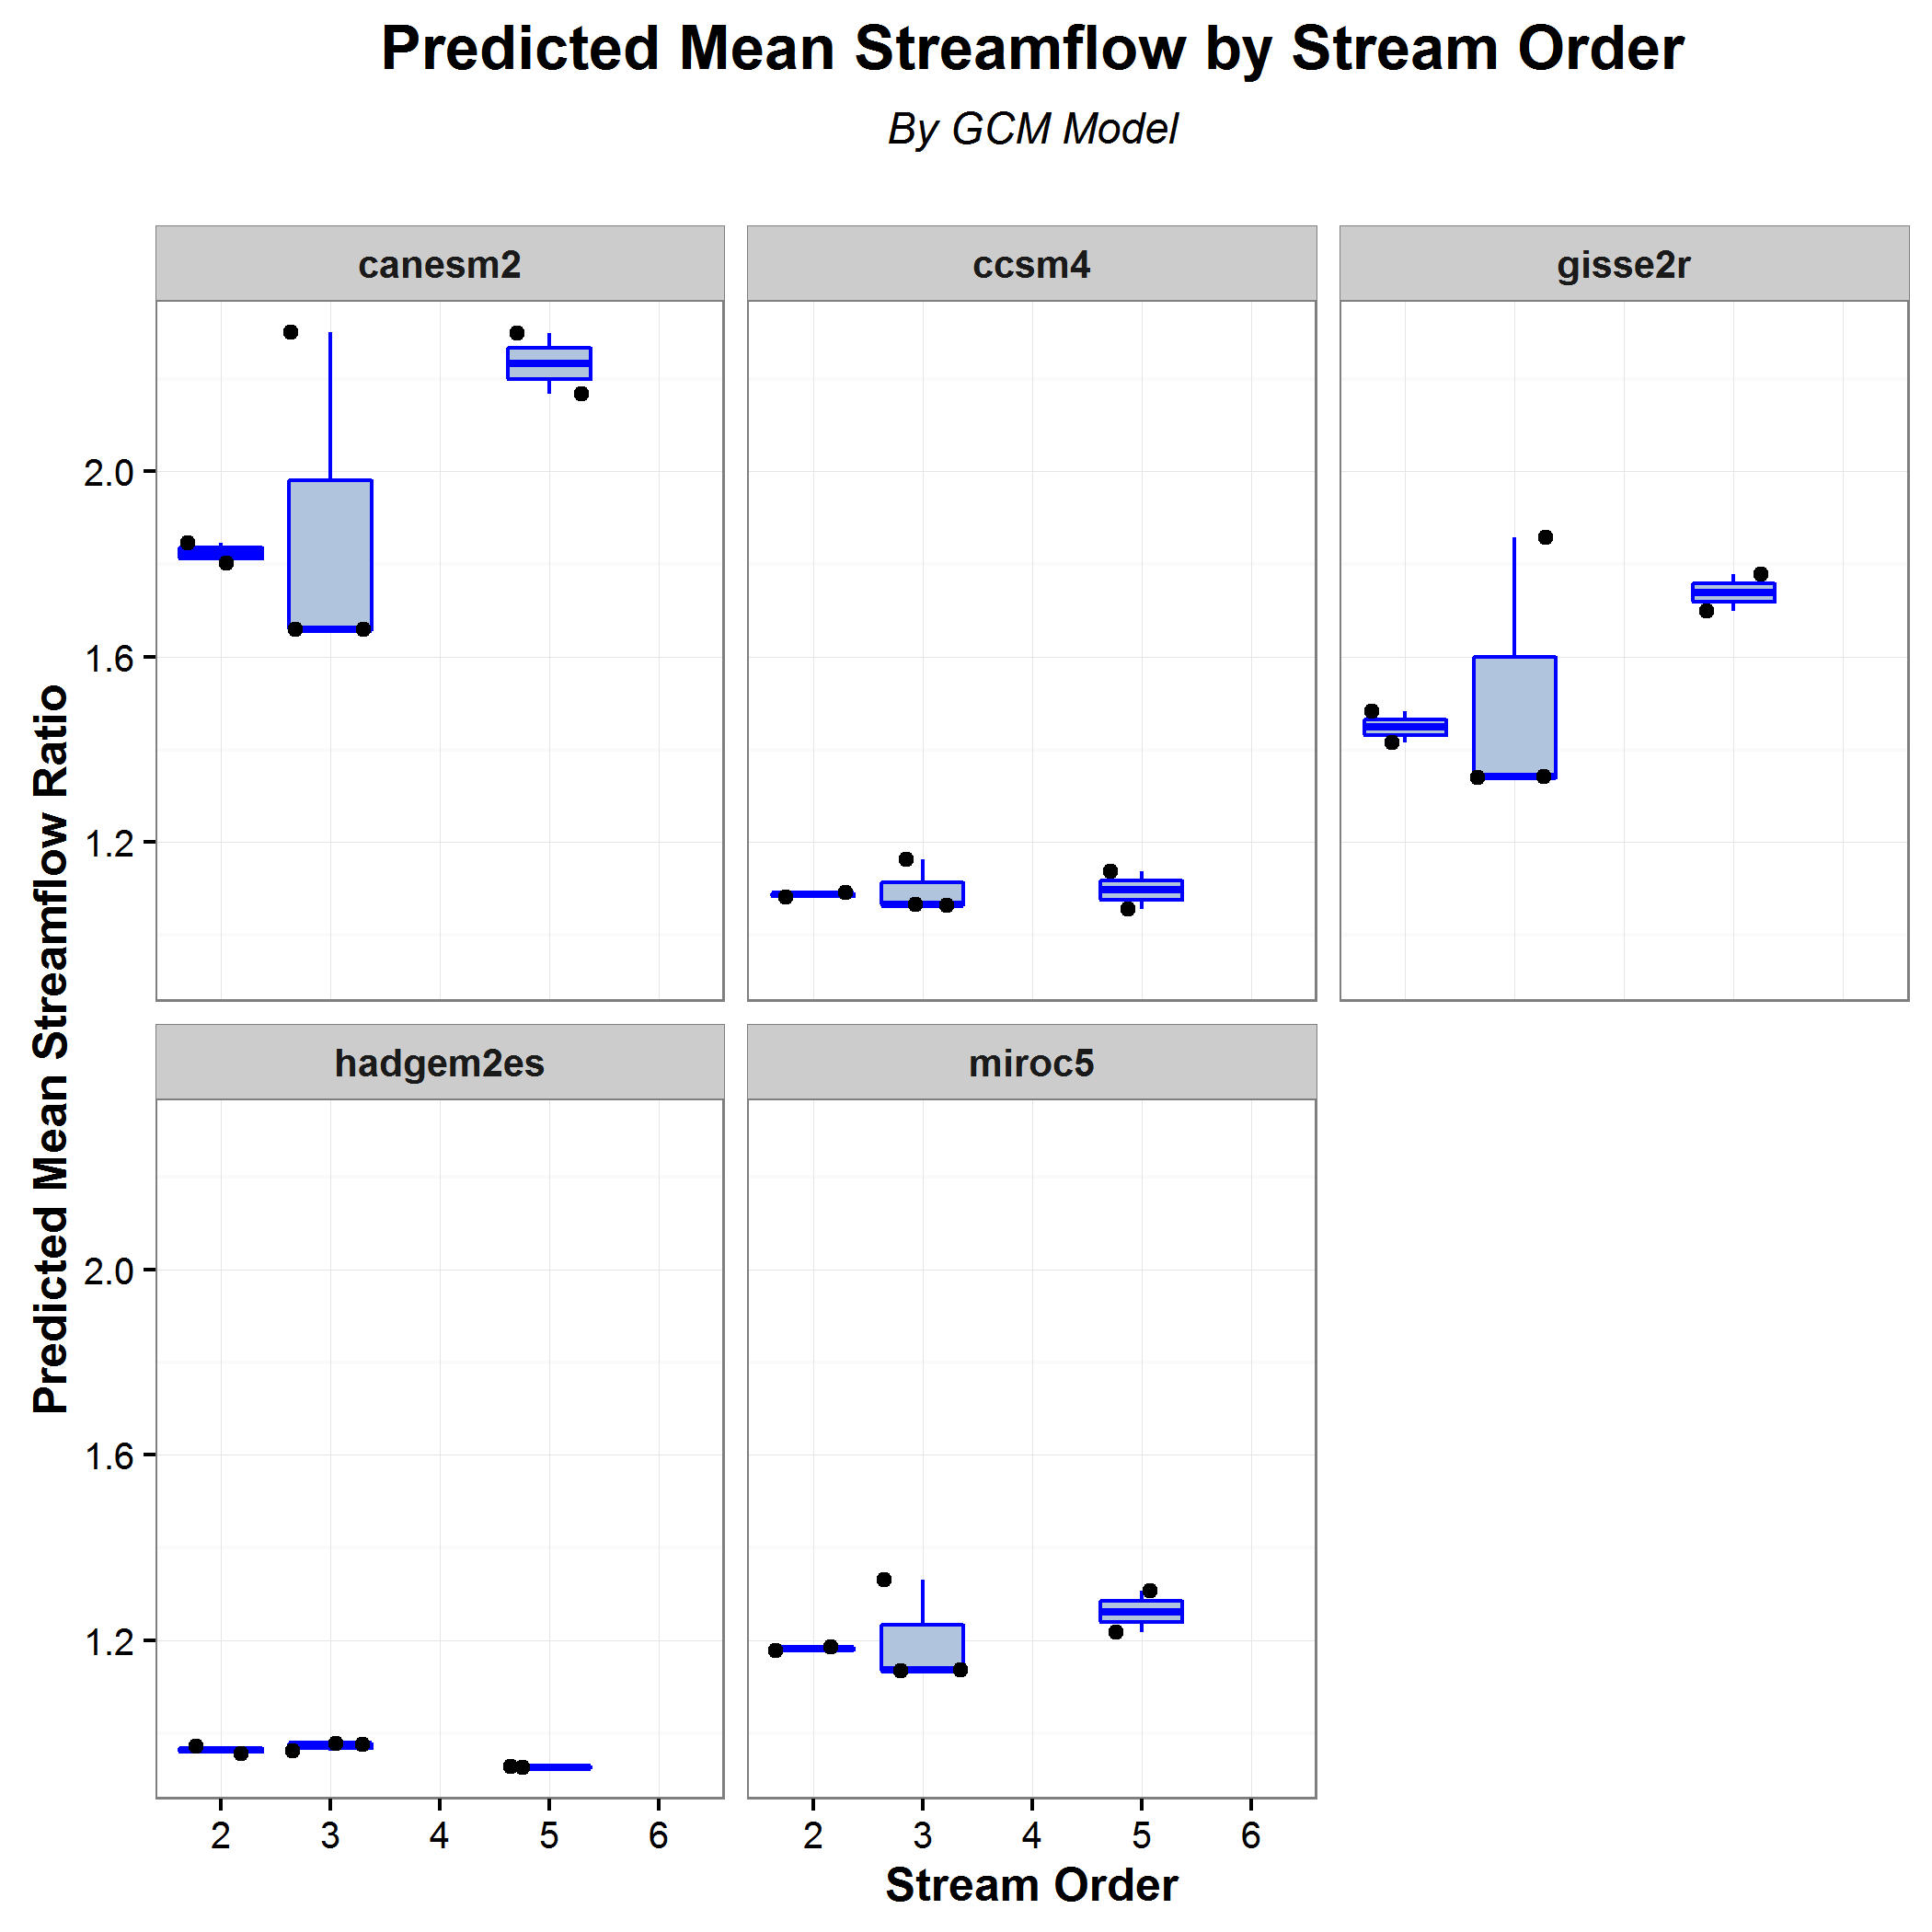 Predicted Mean Streamflow by Stream Order
By GCM Model
canesm2
ccsm4
gisse2r
2.0
1.6
1.2
hadgem2es
miroc5
2.0
1.6
1.2
Predicted Mean Streamflow Ratio
2 3 4 5 6
2 3 4 5 6
Stream Order